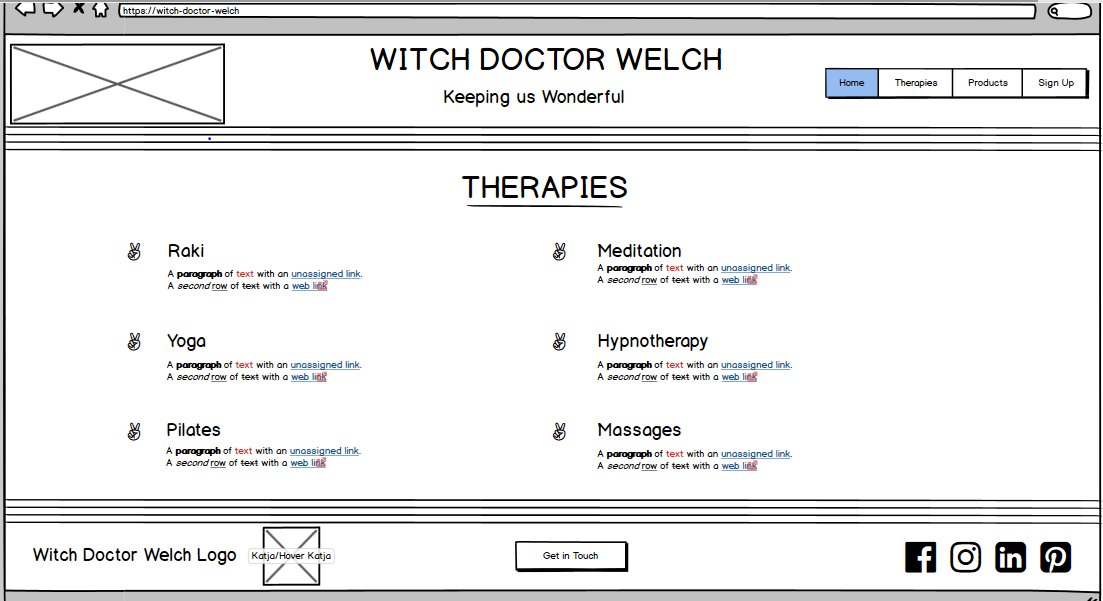 https://witch-doctor-welch
WITCH DOCTOR WELCH
Keeping us Wonderful
Home Therapies Products Sign Up
THERAPIES
Raki
A paragraph of text with an unassigned link.
A second row of text with a web link
Meditation
A paragraph of text with an unassigned link.
A second row of text with a web link
Yoga
A paragraph of text with an unassigned link.
A second row of text with a web link
Hypnotherapy
A paragraph of text with an unassigned link.
A second row of text with a web link
Pilates
A paragraph of text with an unassigned link.
A second row of text with a web link
Massages
A paragraph of text with an unassigned link.
A second row of text with a web link
Witch Doctor Welch Logo
Katja/Hover Katja
Get in Touch